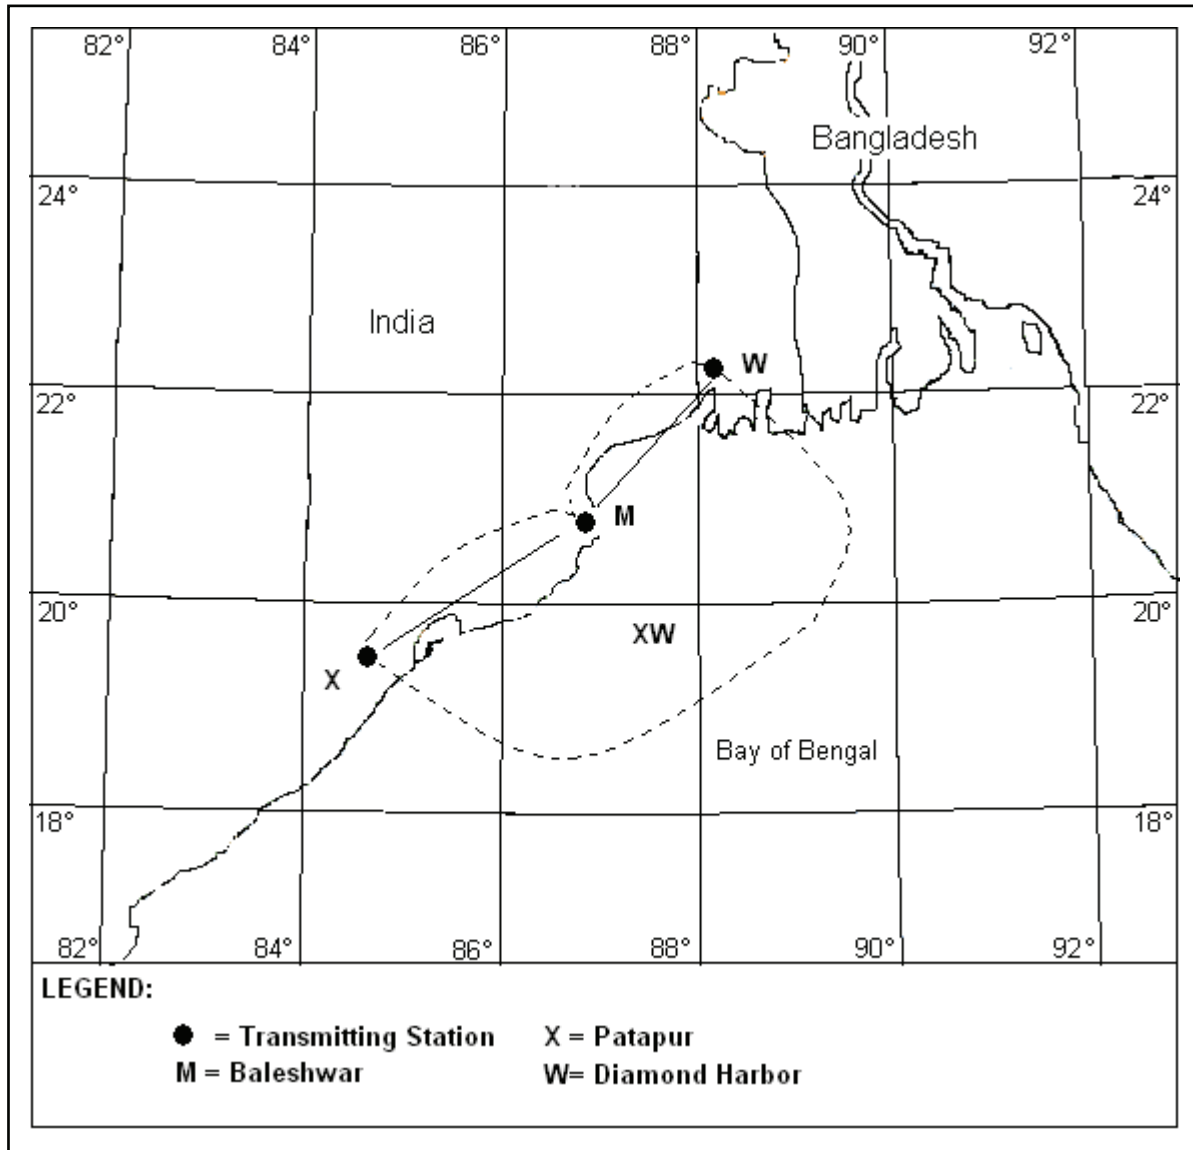 82° 84° 86° 88° 90° 92°
Bangladesh
24° 24°
India
W
22° 22°
M
20° 20°
XW
X
Bay of Bengal
18° 18°
82° 84° 86° 88° 90° 92°
LEGEND:
= Transmitting Station X = Patapur
M = Baleshwar W= Diamond Harbor